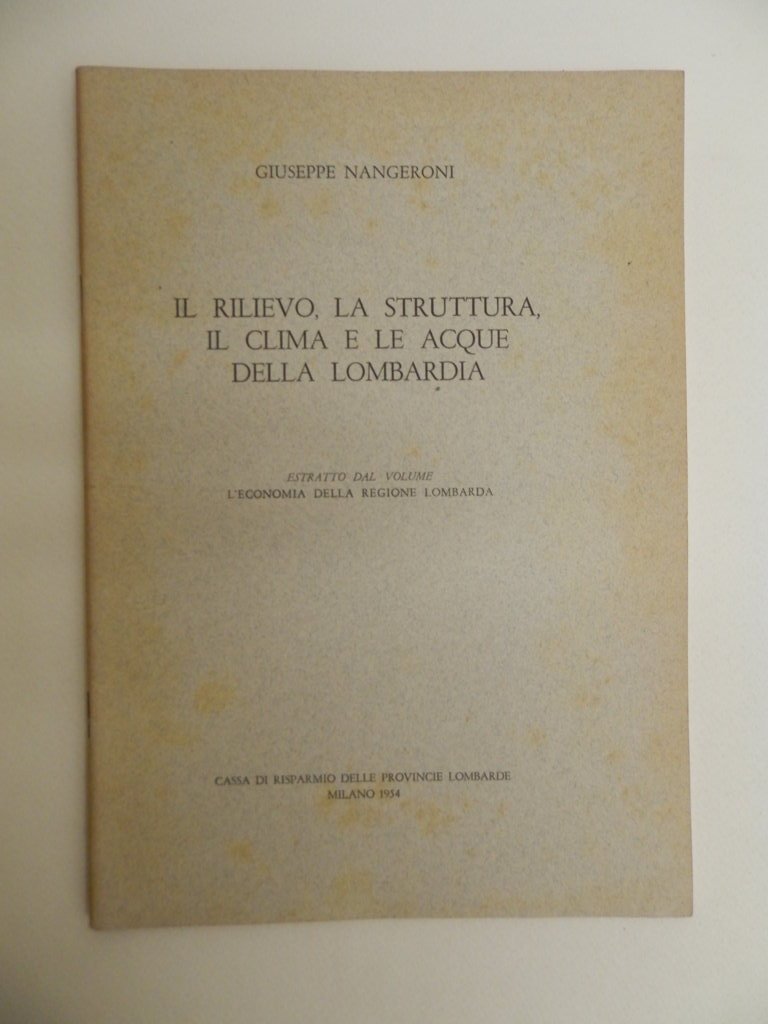 GIUSEPPE NANGERONI
IL RILIEVO, LA STRUTTURA,
IL CLIMA E LE ACQUE
DELLA LOMBARDIA
ESTRATTO DAL VOLUME
L'ECONOMIA DELLA REGIONE LOMBARDA
CASSA DI RISPARMIO DELLE PROVINCIE LOMBARDE
MILANO 1954